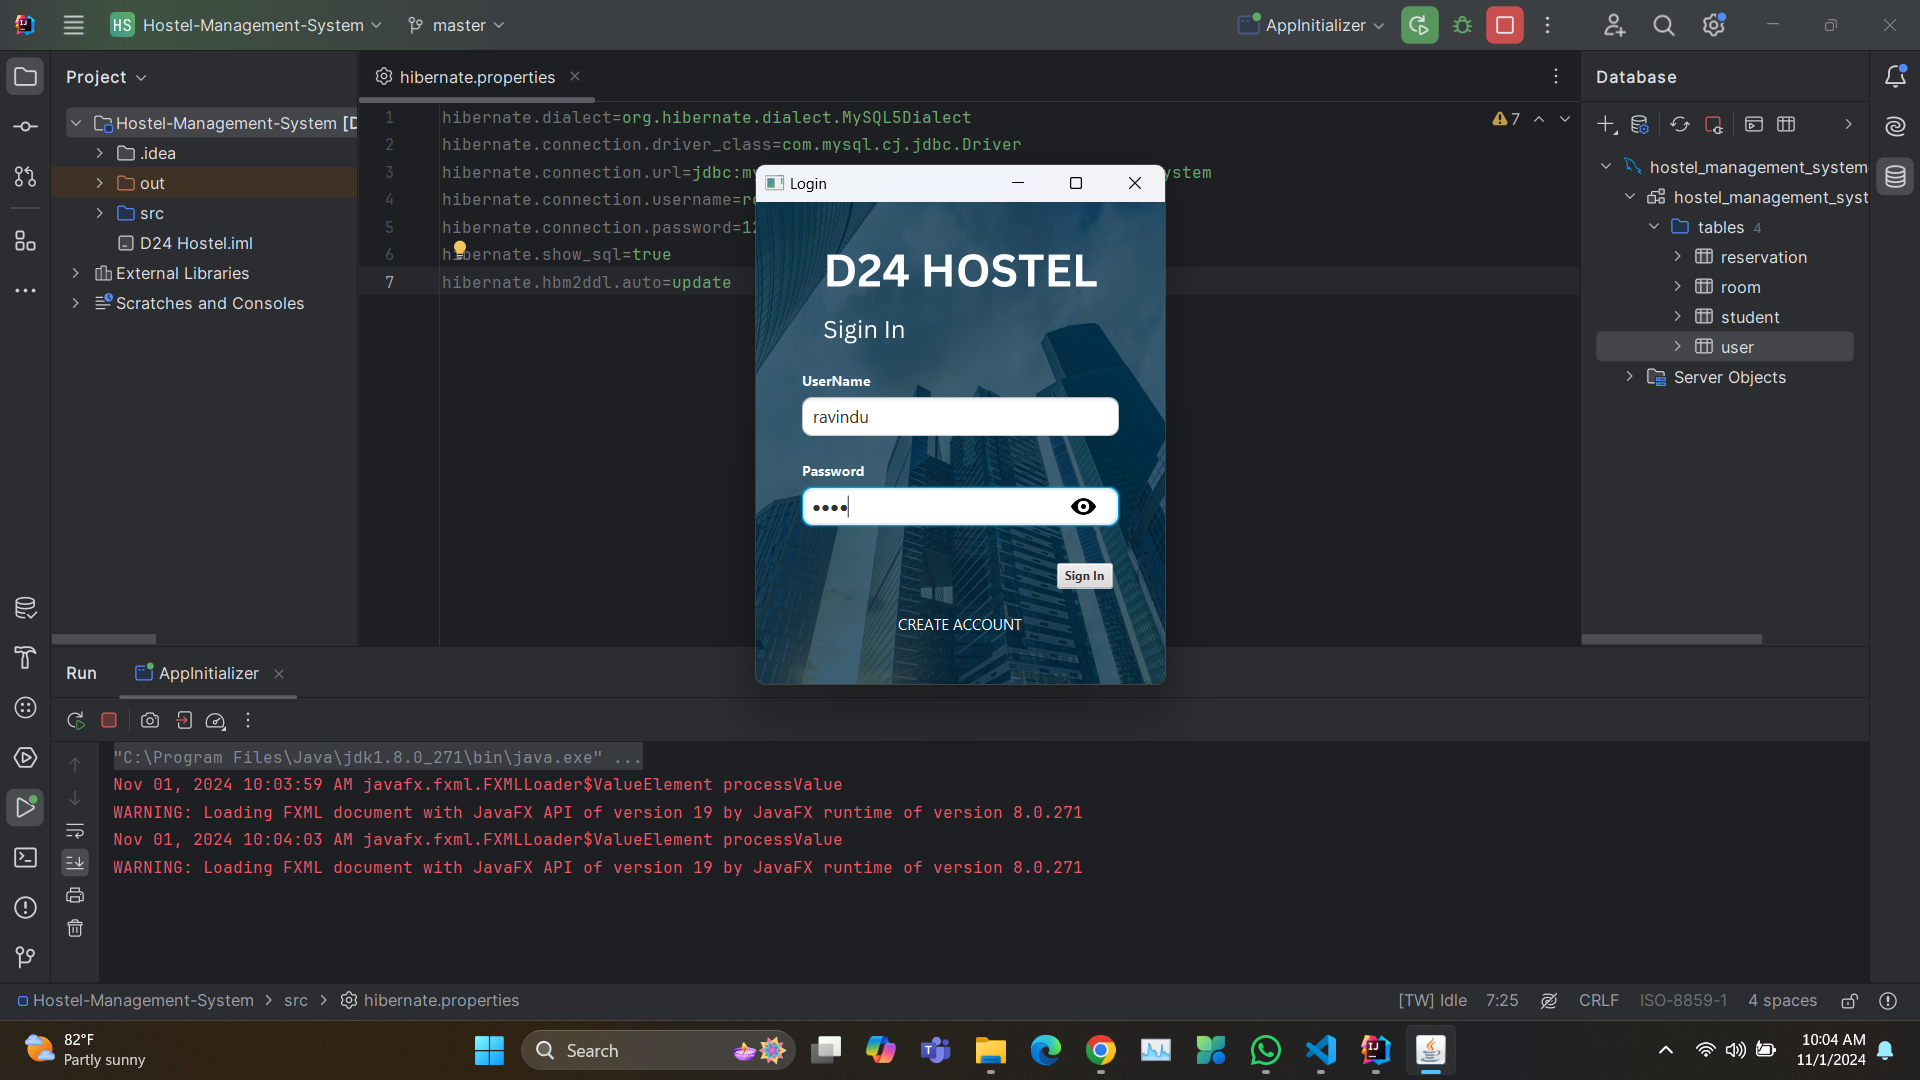 HS Hostel-Management-System master AppInitializer
Project
hibernate.properties
Database
Hostel-Management-System [D
.idea
out
src
D24 Hostel.iml
External Libraries
Scratches and Consoles
1 hibernate.dialect=org.hibernate.dialect.MySQL5Dialect
2 hibernate.connection.driver_class=com.mysql.cj.jdbc.Driver
3 hibernate.connection.url=jdbc:my ystem
4 hibernate.connection.username=ro
5 hibernate.connection.password=12
6 hibernate.show_sql=true
7 hibernate.hbm2ddl.auto=update
7
hostel_management_system
hostel_management_syst
tables 4
reservation
room
student
user
Server Objects
Login
D24 HOSTEL
Sigin In
UserName
ravindu
Password
Sign In
CREATE ACCOUNT
Run AppInitializer
"C:\Program Files\Java\jdk1.8.0_271\bin\java.exe" ...
Nov 01, 2024 10:03:59 AM javafx.fxml.FXMLLoader$ValueElement processValue
WARNING: Loading FXML document with JavaFX API of version 19 by JavaFX runtime of version 8.0.271
Nov 01, 2024 10:04:03 AM javafx.fxml.FXMLLoader$ValueElement processValue
WARNING: Loading FXML document with JavaFX API of version 19 by JavaFX runtime of version 8.0.271
Hostel-Management-System > src > hibernate.properties
[TW] Idle 7:25 CRLF ISO-8859-1 4 spaces
82°F
Partly sunny
Search
10:04 AM
11/1/2024